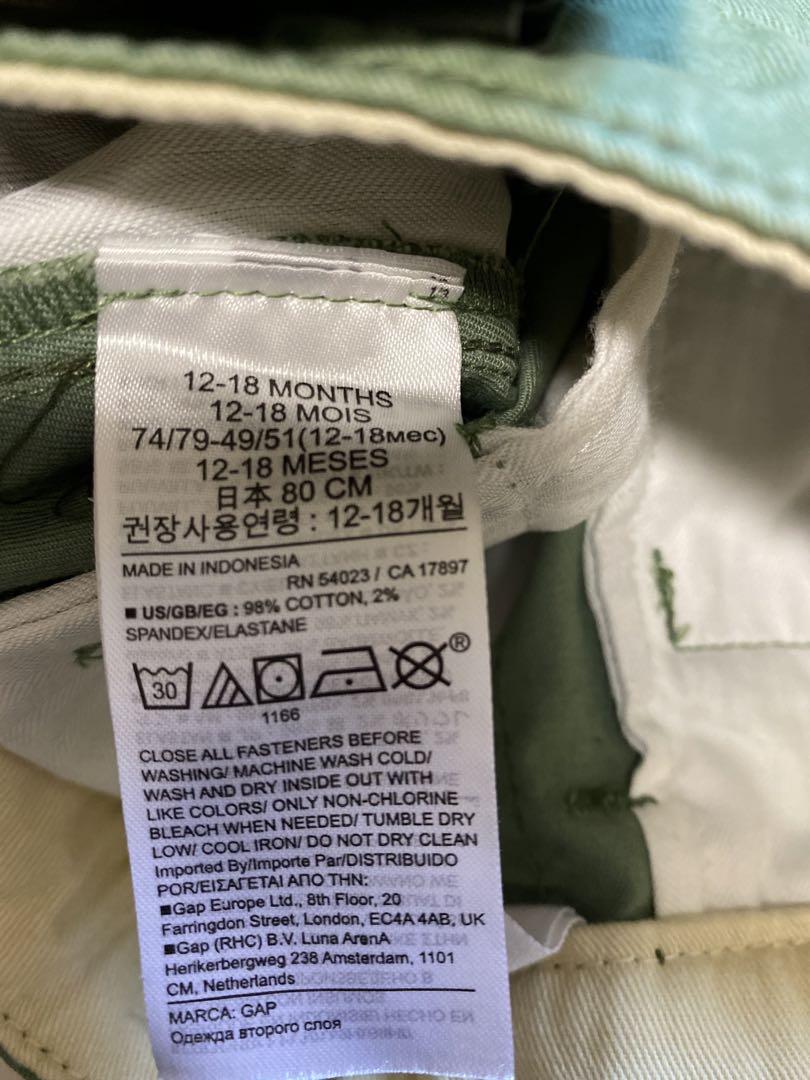 12-18 MONTHS
12-18 MOIS
74/79-49/51(12-18мес)
12-18 MESES
日本 80 CM
권장사용연령 : 12-18개월
MADE IN INDONESIA
RN 54023 / CA 17897
■ US/GB/EG : 98% COTTON, 2%
SPANDEX/ELASTANE
30
®
1166
CLOSE ALL FASTENERS BEFORE
WASHING/ MACHINE WASH COLD/
WASH AND DRY INSIDE OUT WITH
LIKE COLORS/ ONLY NON-CHLORINE
BLEACH WHEN NEEDED/ TUMBLE DRY
LOW/ COOL IRON/ DO NOT DRY CLEAN
Imported By/Importe Par/DISTRIBUIDO
POR/ΕΙΣΑΓΕΤΑΙ ΑΠΟ ΤΗΝ:
■Gap Europe Ltd., 8th Floor, 20
Farringdon Street, London, EC4A 4AB, UK
■Gap (RHC) B.V. Luna ArenA
Herikerbergweg 238 Amsterdam, 1101
CM, Netherlands
MARCA: GAP
Одежда второго слоя